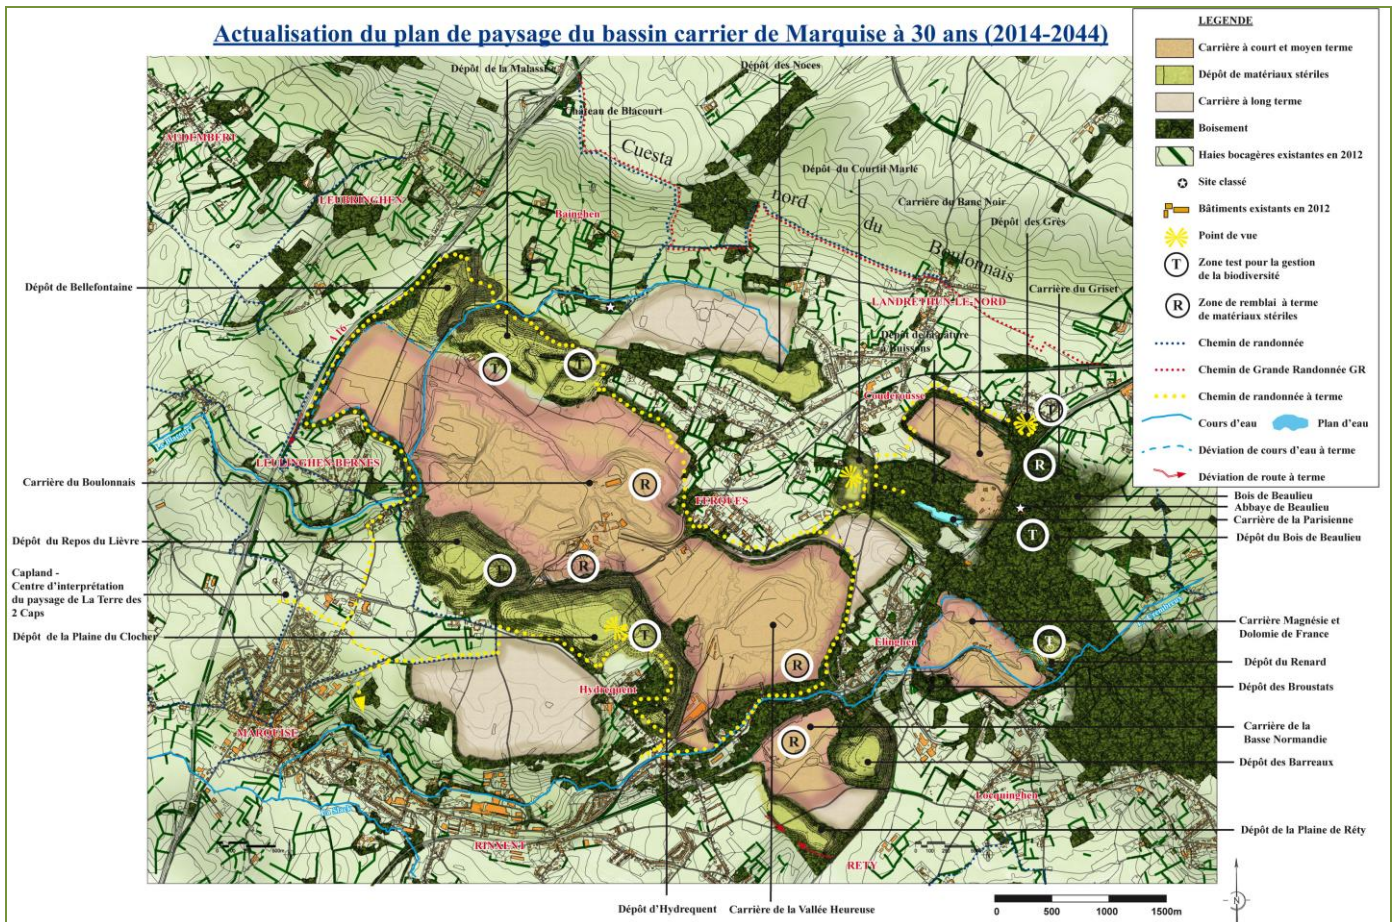 Actualisation du plan de paysage du bassin carrier de Marquise à 30 ans (2014-2044)
LEGENDE
Carrière à court et moyen terme
Dépôt de matériaux stériles
Carrière à long terme
Boisement
Haies bocagères existantes en 2012
Site classé
Bâtiments existants en 2012
Point de vue
T
Zone test pour la gestion
de la biodiversité
R
Zone de remblai à terme
de matériaux stériles
Chemin de randonnée
Chemin de Grande Randonnée GR
Chemin de randonnée à terme
Cours d'eau
Plan d'eau
Déviation de cours d'eau à terme
Déviation de route à terme
Dépôt de la Malassise
Dépôt des Noces
Château de Blacourt
AUDEMBERT
Cuesta
nord
du
Boulonnais
Dépôt du Courtil Marlé
Carrière du Banc Noir
Dépôt des Grès
LEUBRINGHEN
Bainghen
Carrière du Griset
LANDRETHUN-LE-NORD
Dépôt de Bellefontaine
A 16
Buissons
T
T
Couderousse
T
LEULINGHEN-BERNES
R
Carrière du Boulonnais
R
FERQUES
Bois de Beaulieu
Abbaye de Beaulieu
Carrière de la Parisienne
Dépôt du Bois de Beaulieu
T
Dépôt du Repos du Lièvre
T
R
Capland -
Centre d'interprétation
du paysage de La Terre des
2 Caps
Dépôt de la Plaine du Clocher
T
Elinghen
T
Carrière Magnésie et
Dolomie de France
Dépôt du Renard
R
Hydrequent
Dépôt des Broustats
MARQUISE
R
Carrière de la
Basse Normandie
Dépôt des Barreaux
Locquinghen
Dépôt de la Plaine de Réty
RINXENT
RETY
Dépôt d'Hydrequent
Carrière de la Vallée Heureuse
0 500 1000 1500m
N